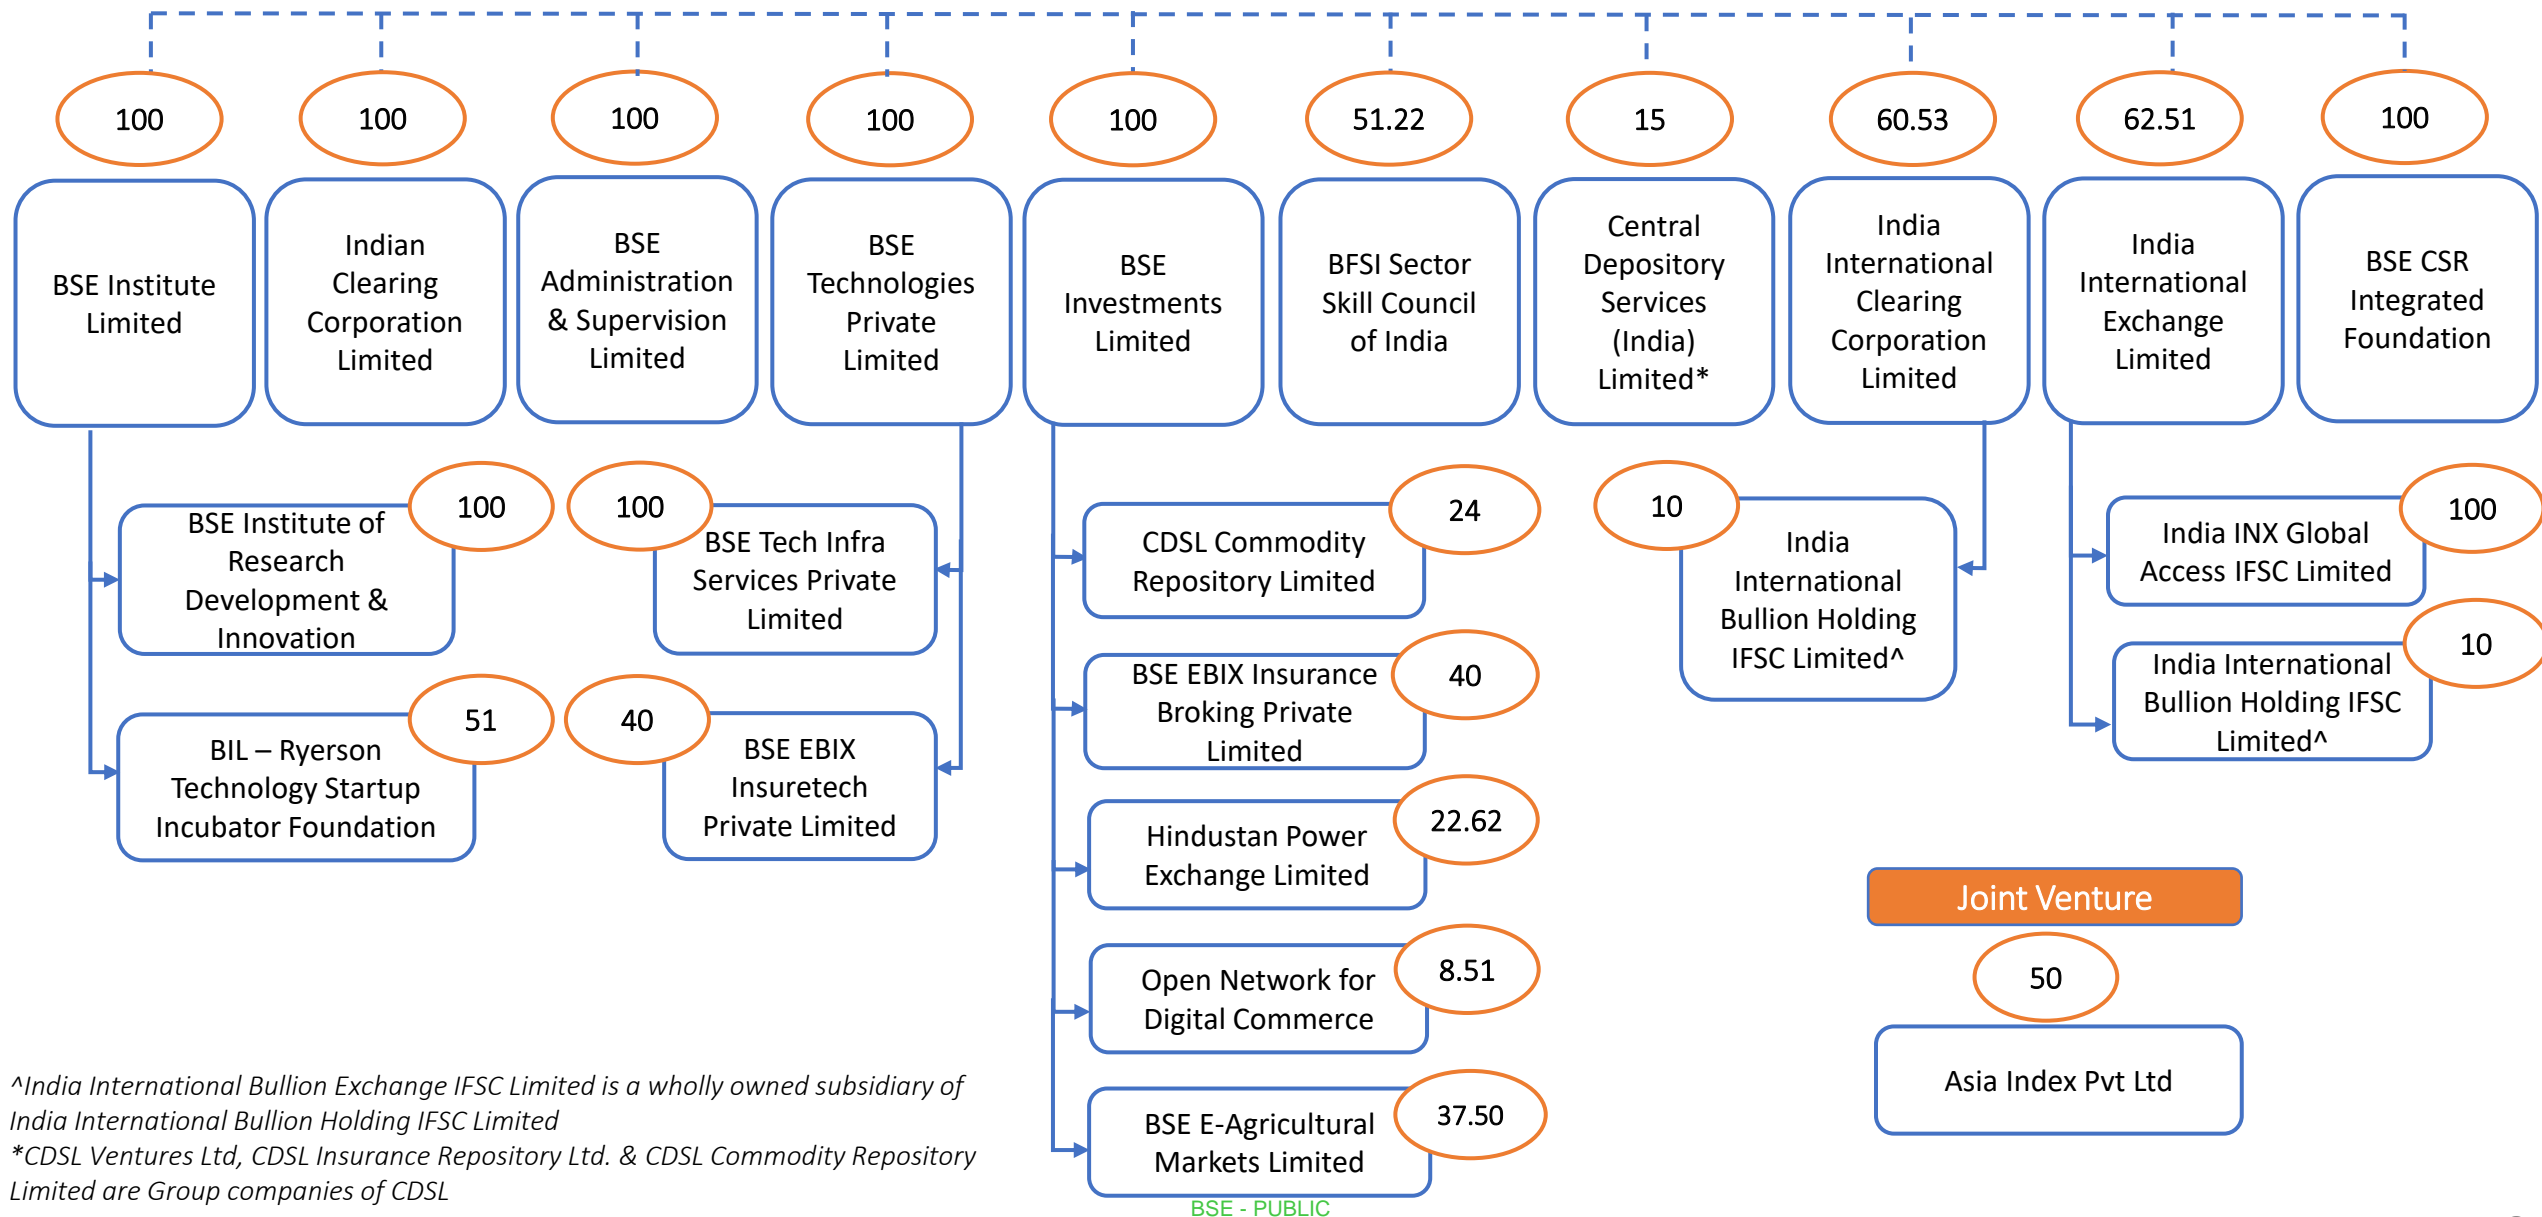 100
100
100
100
100
51.22
15
60.53
62.51
100
BSE Institute
Limited
Indian
Clearing
Corporation
Limited
BSE
Administration
& Supervision
Limited
BSE
Technologies
Private
Limited
BSE
Investments
Limited
BFSI Sector
Skill Council
of India
Central
Depository
Services
(India)
Limited*
India
International
Clearing
Corporation
Limited
India
International
Exchange
Limited
BSE CSR
Integrated
Foundation
100
BSE Institute of
Research
Development &
Innovation
51
BIL – Ryerson
Technology Startup
Incubator Foundation
100
BSE Tech Infra
Services Private
Limited
40
BSE EBIX
Insuretech
Private Limited
24
CDSL Commodity
Repository Limited
40
BSE EBIX Insurance
Broking Private
Limited
22.62
Hindustan Power
Exchange Limited
8.51
Open Network for
Digital Commerce
37.50
BSE E-Agricultural
Markets Limited
10
India
International
Bullion Holding
IFSC Limited^
100
India INX Global
Access IFSC Limited
10
India International
Bullion Holding IFSC
Limited^
Joint Venture
50
Asia Index Pvt Ltd
^India International Bullion Exchange IFSC Limited is a wholly owned subsidiary of
India International Bullion Holding IFSC Limited
*CDSL Ventures Ltd, CDSL Insurance Repository Ltd. & CDSL Commodity Repository
Limited are Group companies of CDSL
BSE - PUBLIC